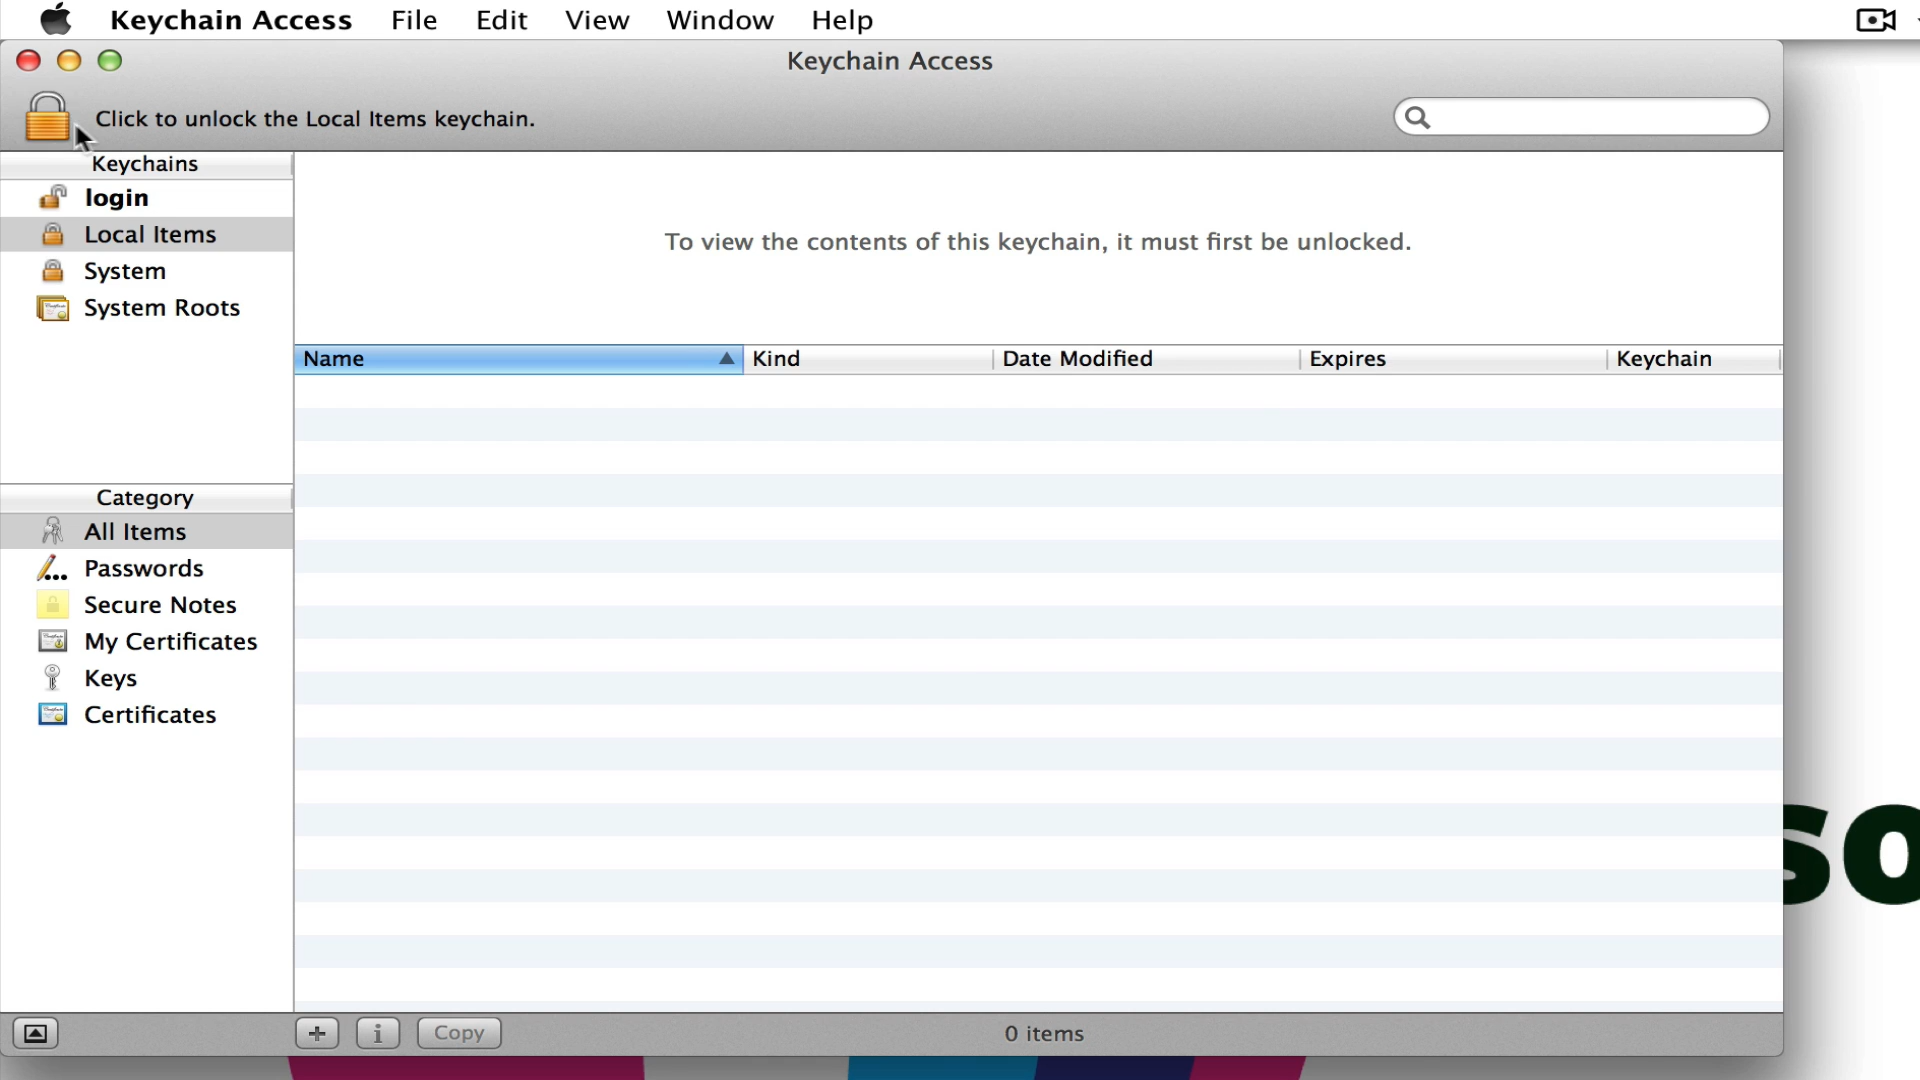 Keychain Access File Edit View Window Help
Keychain Access
Click to unlock the Local Items keychain.
Keychains
login
Local Items
System
System Roots
To view the contents of this keychain, it must first be unlocked.
Name Kind Date Modified Expires Keychain
Category
All Items
Passwords
Secure Notes
My Certificates
Keys
Certificates
so
+ i Copy 0 items